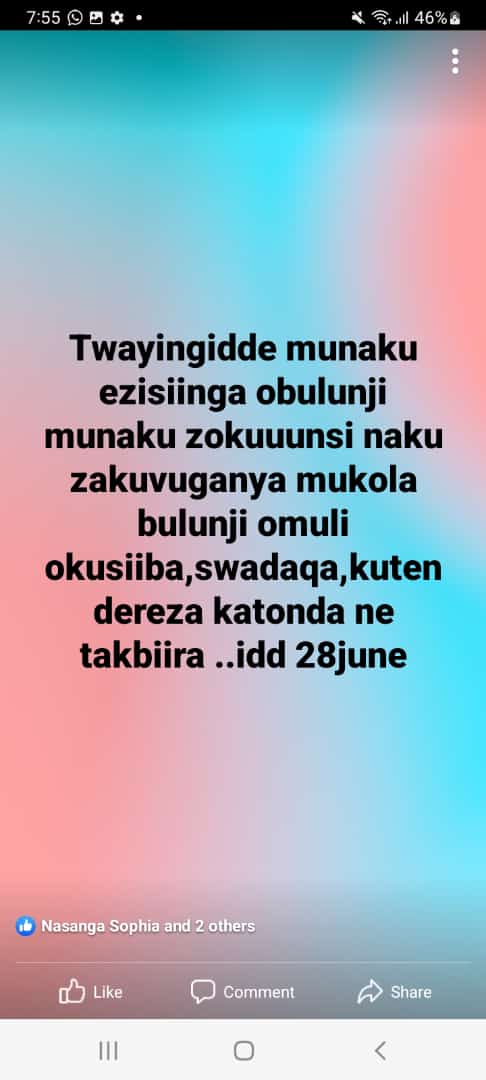 7:55
46%
Twayingidde munaku
ezisiinga obulunji
munaku zokuuunsi naku
zakuvuganya mukola
bulunji omuli
okusiiba,swadaqa,kuten
dereza katonda ne
takbiira ..idd 28june
Nasanga Sophia and 2 others
Like Comment Share